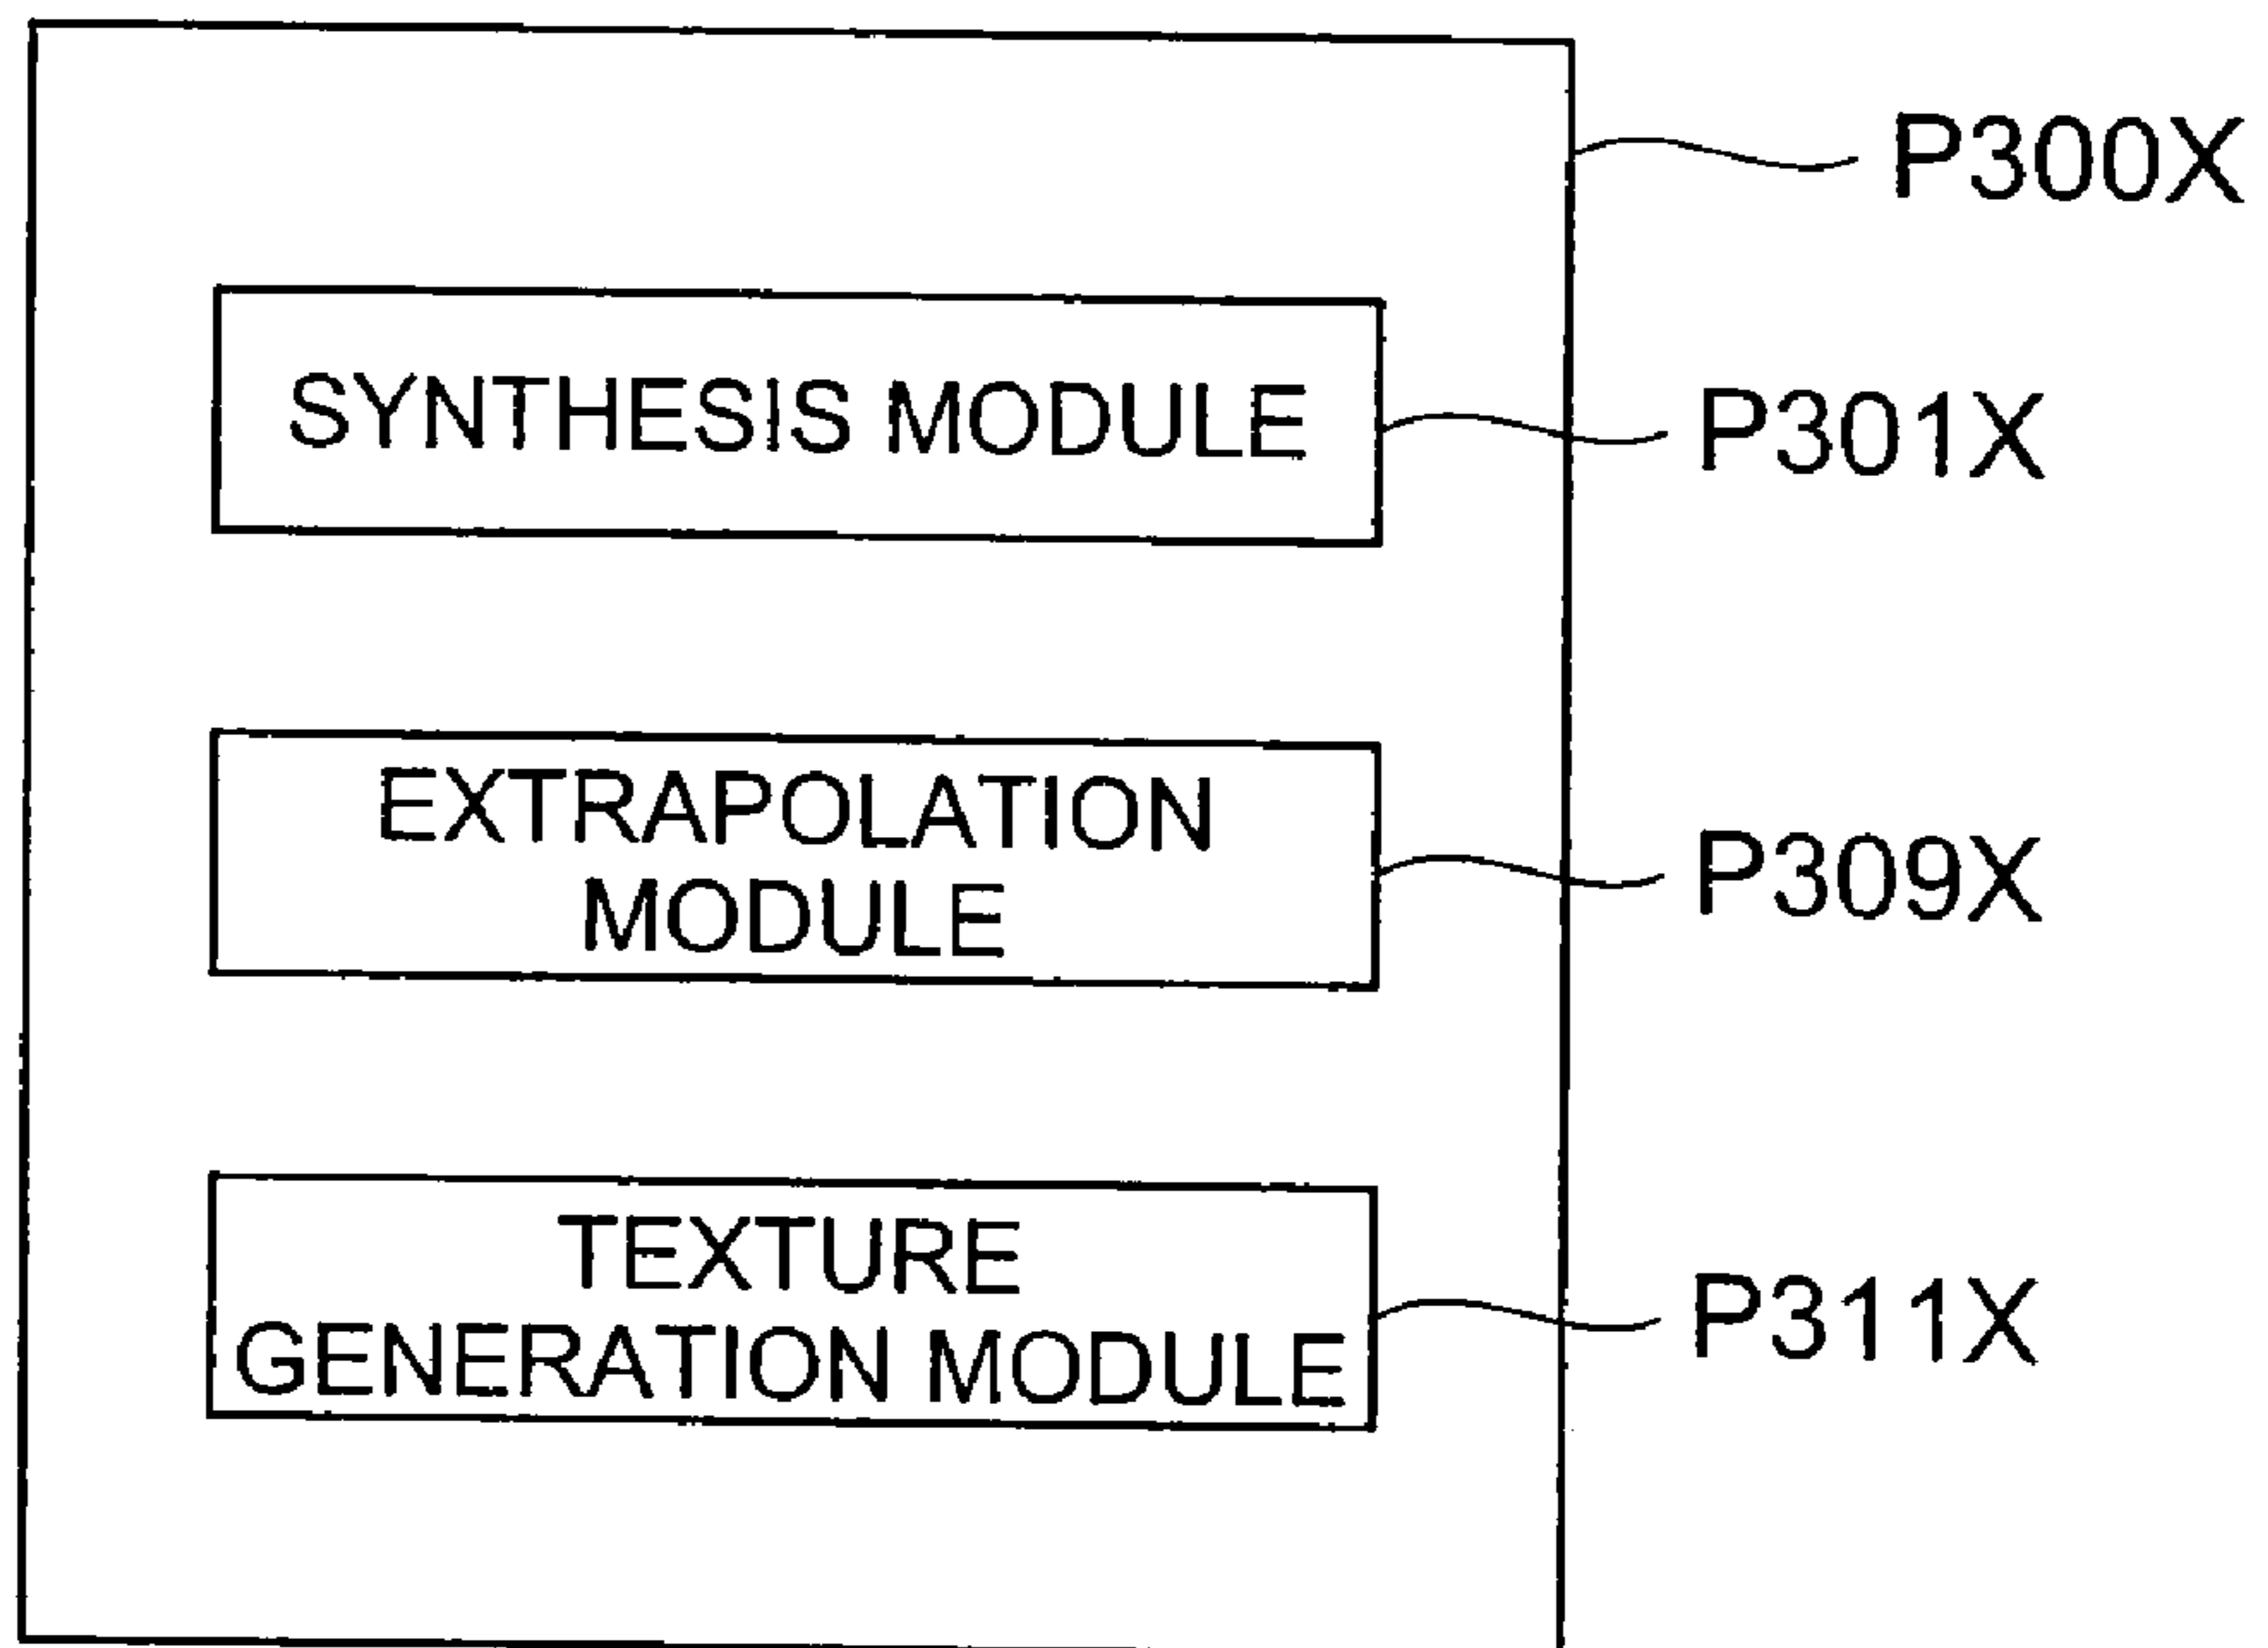 P300X
SYNTHESIS MODULE
P301X
EXTRAPOLATION
MODULE
P309X
TEXTURE
GENERATION MODULE
P311X